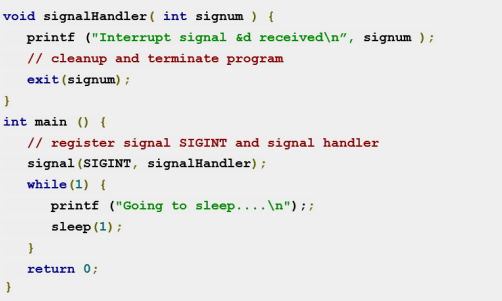 void signalHandler( int signum ) {
   printf ("Interrupt signal &d received\n”, signum );
   // cleanup and terminate program
   exit(signum);
}
int main () {
   // register signal SIGINT and signal handler
   signal(SIGINT, signalHandler);
   while(1) {
      printf ("Going to sleep....\n");;
      sleep(1);
   }
   return 0;
}